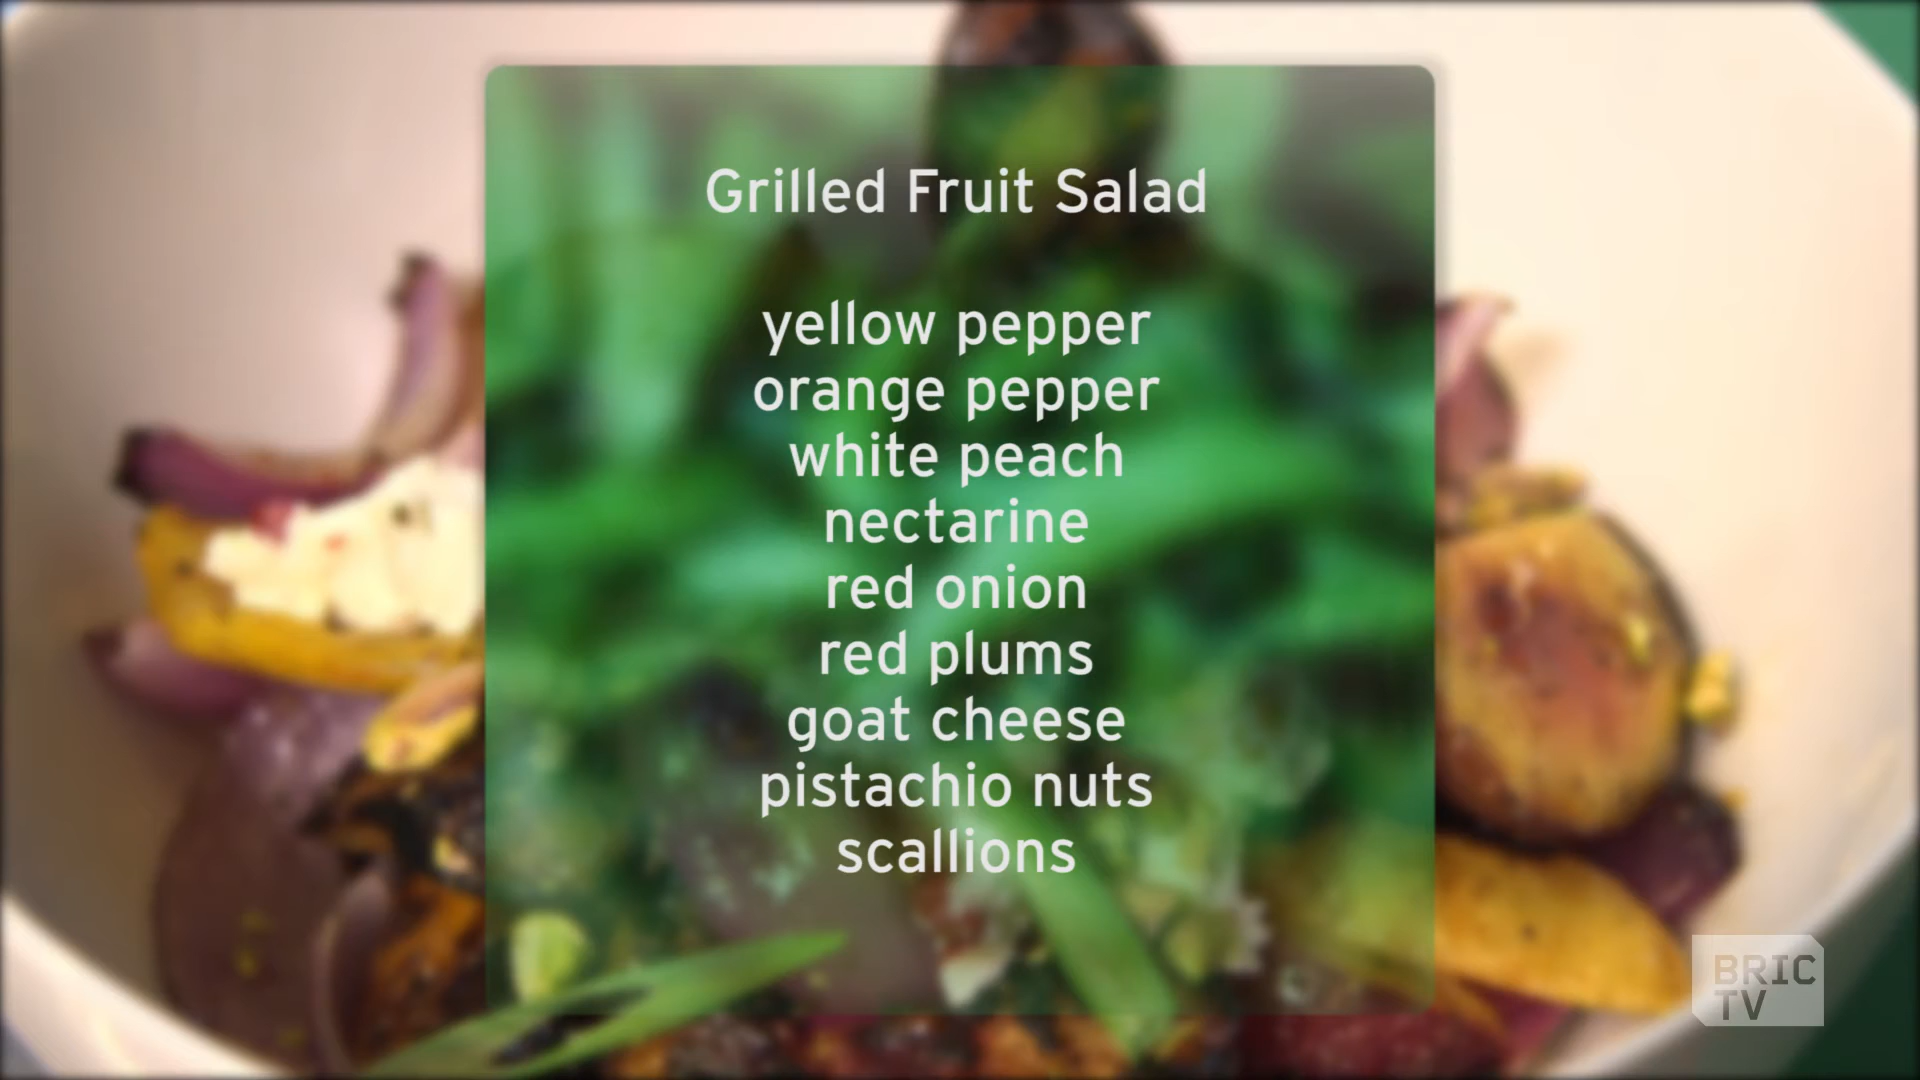 Grilled Fruit Salad
yellow pepper
orange pepper
white peach
nectarine
red onion
red plums
goat cheese
pistachio nuts
scallions
BRIC
TV